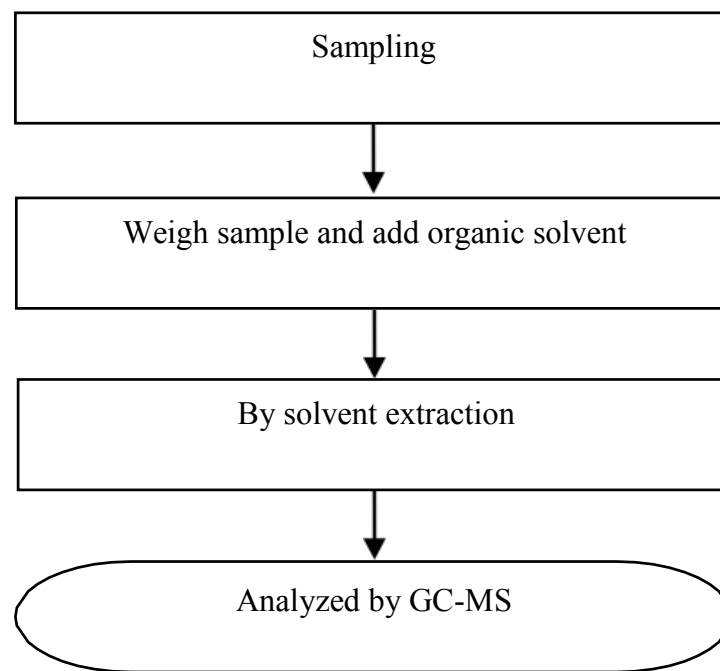 Sampling
Weigh sample and add organic solvent
By solvent extraction
Analyzed by GC-MS